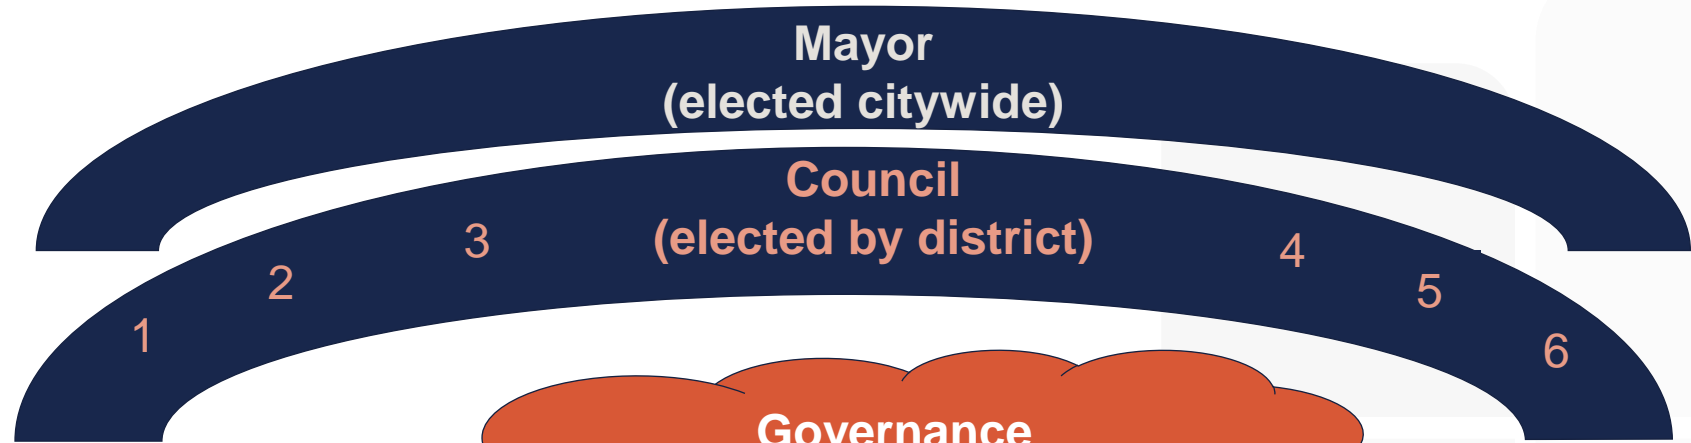 Mayor
(elected citywide)
Council
(elected by district)
1
2
3
4
5
6
Governance